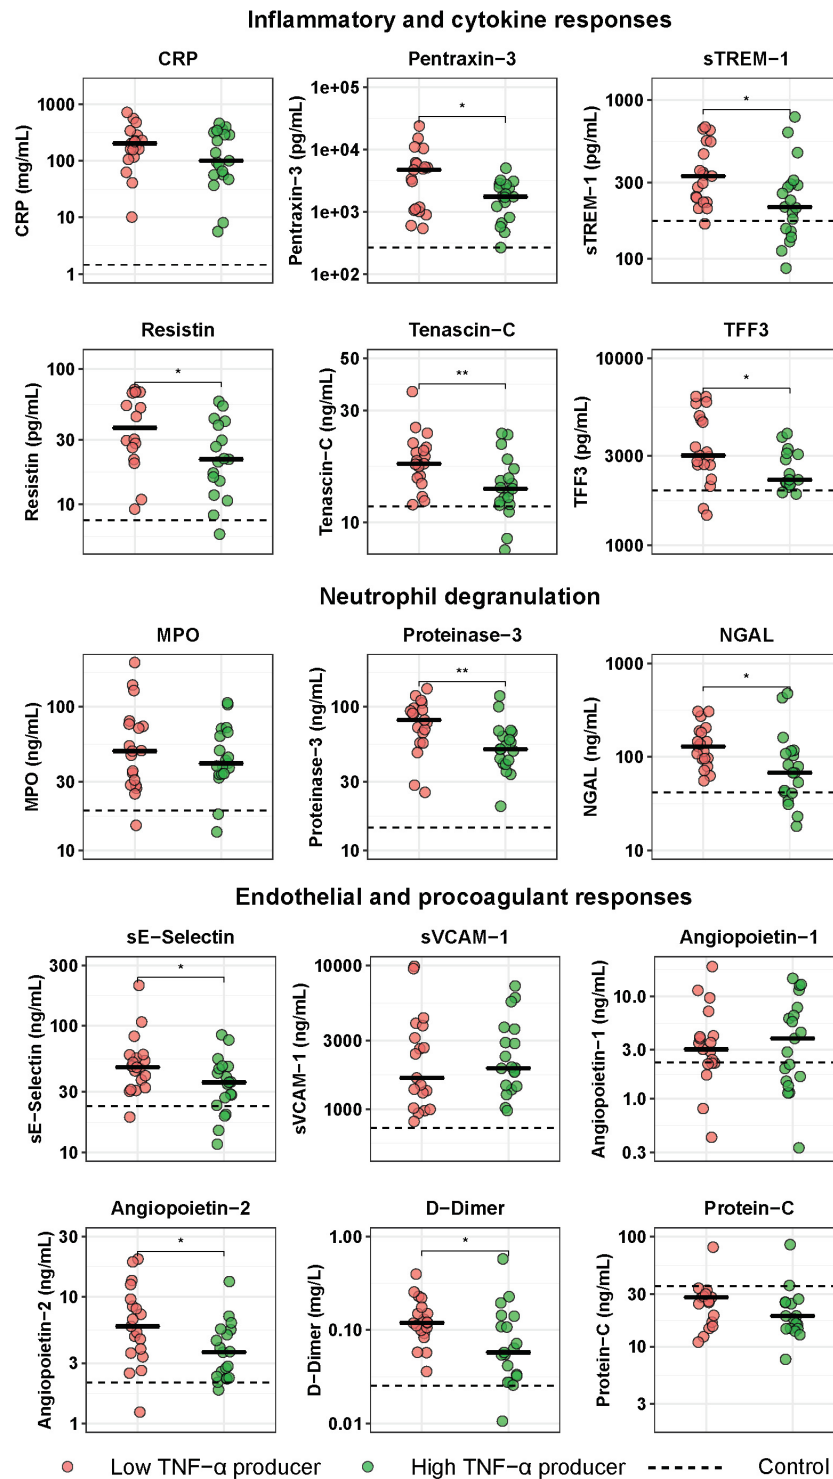 Inflammatory and cytokine responses
CRP
Pentraxin−3
sTREM−1
CRP (mg/mL)
1000
100
10
1
Pentraxin−3 (pg/mL)
1e+05
1e+04
1e+03
1e+02
*
sTREM−1 (pg/mL)
1000
300
100
*
Resistin
Tenascin−C
TFF3
Resistin (pg/mL)
100
30
10
*
Tenascin−C (ng/mL)
50
30
10
**
TFF3 (pg/mL)
10000
3000
1000
*
Neutrophil degranulation
MPO
Proteinase−3
NGAL
MPO (ng/mL)
100
30
10
Proteinase−3 (ng/mL)
100
30
10
**
NGAL (ng/mL)
1000
100
10
*
Endothelial and procoagulant responses
sE−Selectin
sVCAM−1
Angiopoietin−1
sE−Selectin (ng/mL)
300
100
30
10
*
sVCAM−1 (ng/mL)
10000
3000
1000
Angiopoietin−1 (ng/mL)
10.0
3.0
1.0
0.3
Angiopoietin−2
D−Dimer
Protein−C
Angiopoietin−2 (ng/mL)
30
10
3
1
*
D−Dimer (mg/L)
1.00
0.10
0.01
*
Protein−C (ng/mL)
100
30
10
3
Low TNF−α producer
High TNF−α producer
Control